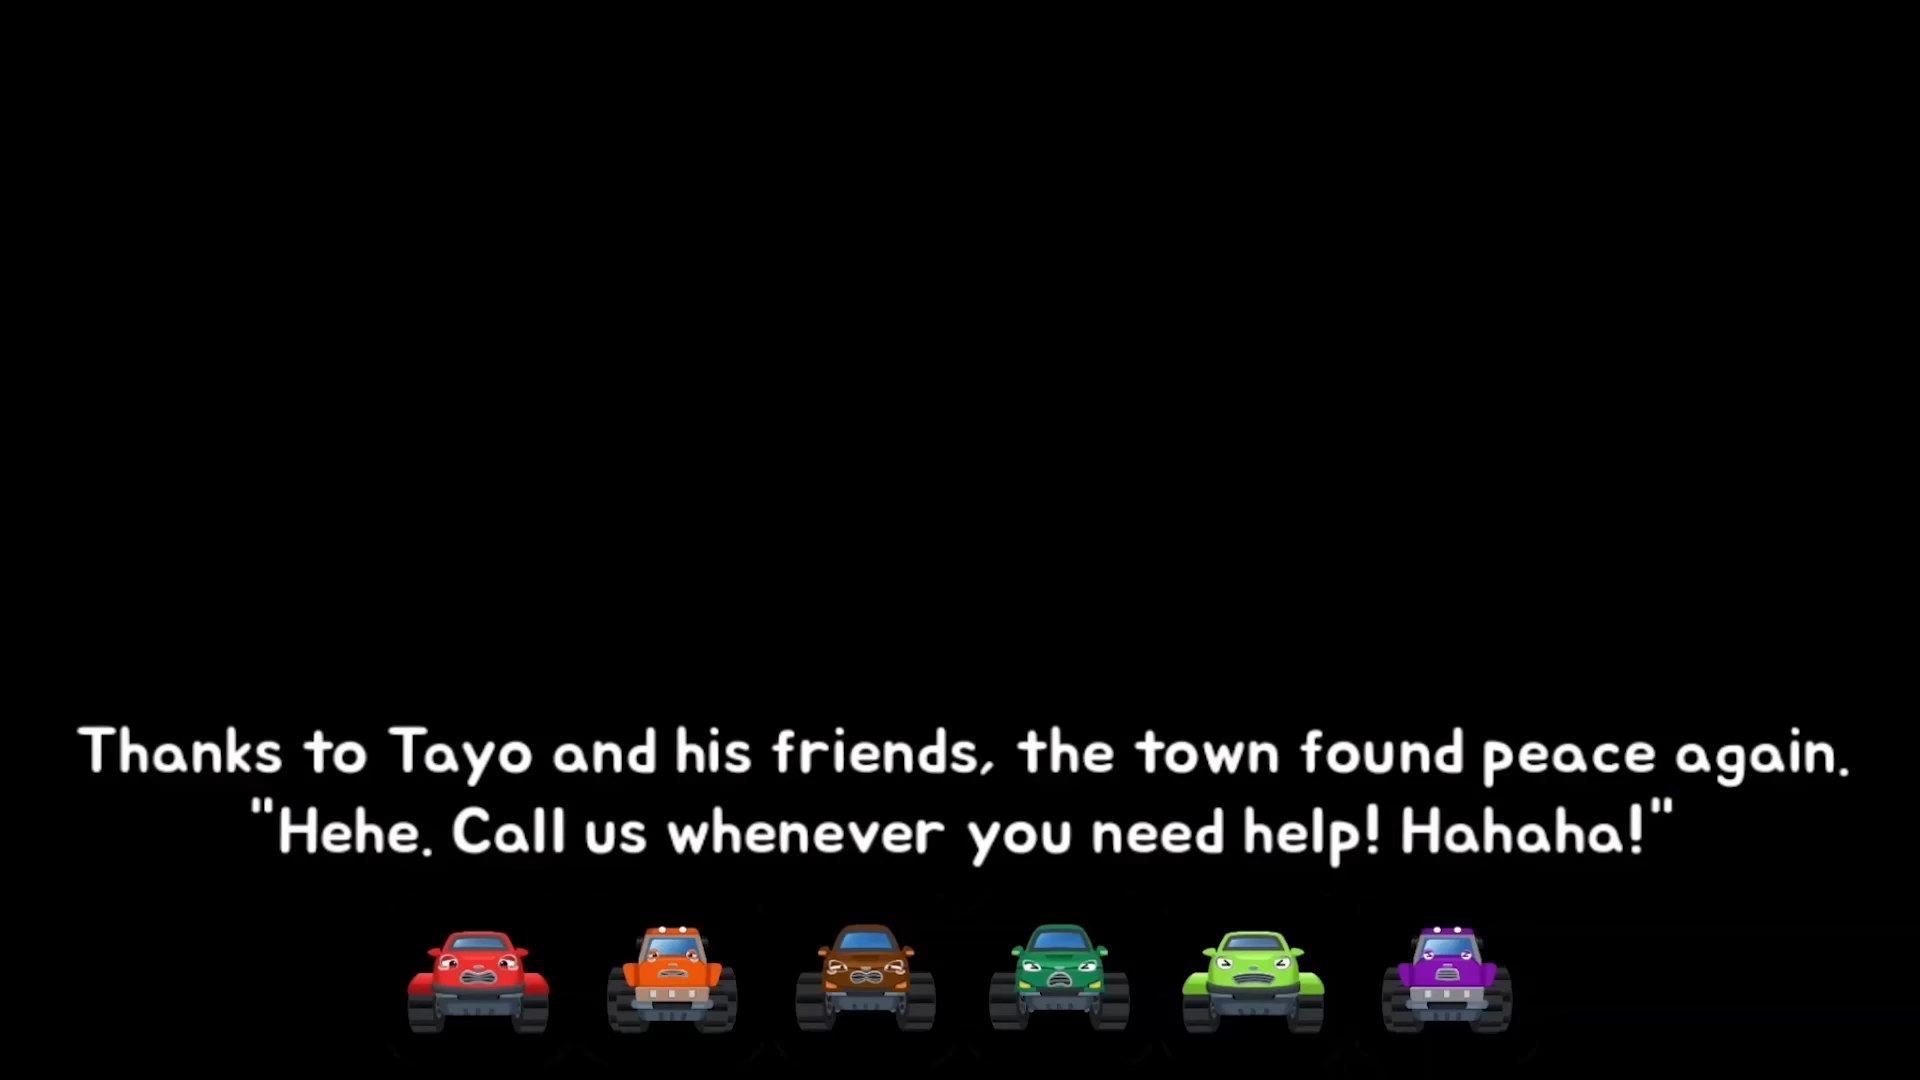 Thanks to Tayo and his friends, the town found peace again.
"Hehe. Call us whenever you need help! Hahaha!"